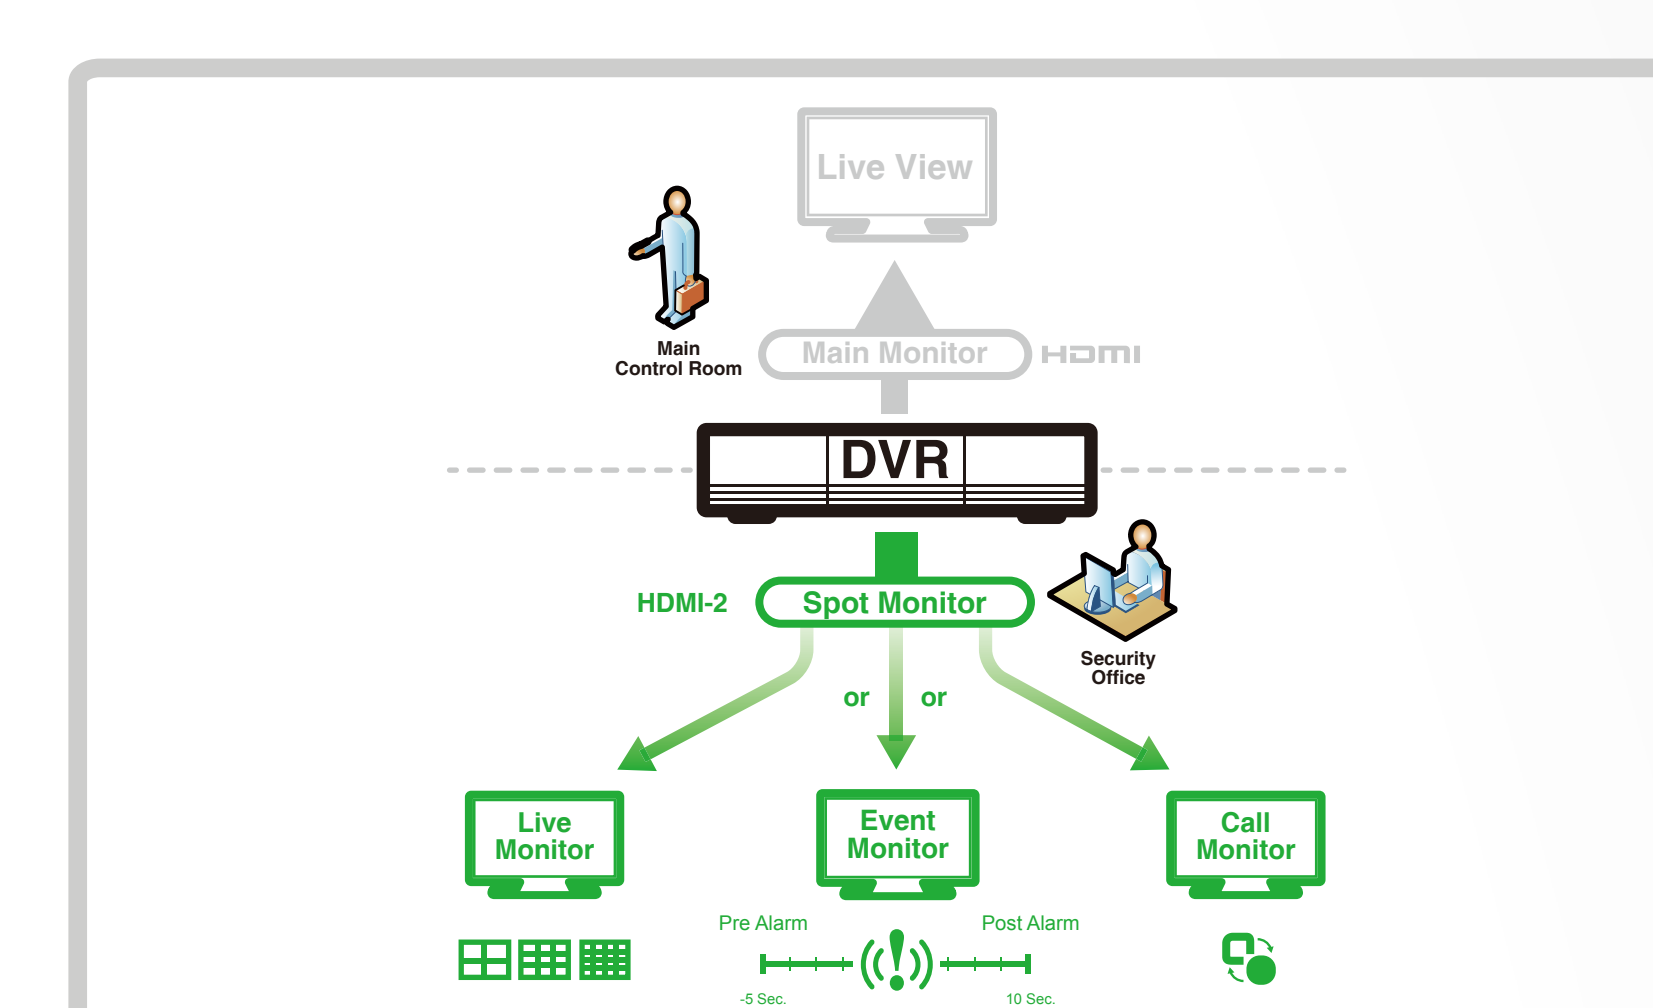 Live View
Main
Control Room
Main Monitor
HDMI
DVR
HDMI-2
Spot Monitor
Security
Office
or
or
Live
Monitor
Event
Monitor
Call
Monitor
Pre Alarm
Post Alarm
-5 Sec.
10 Sec.